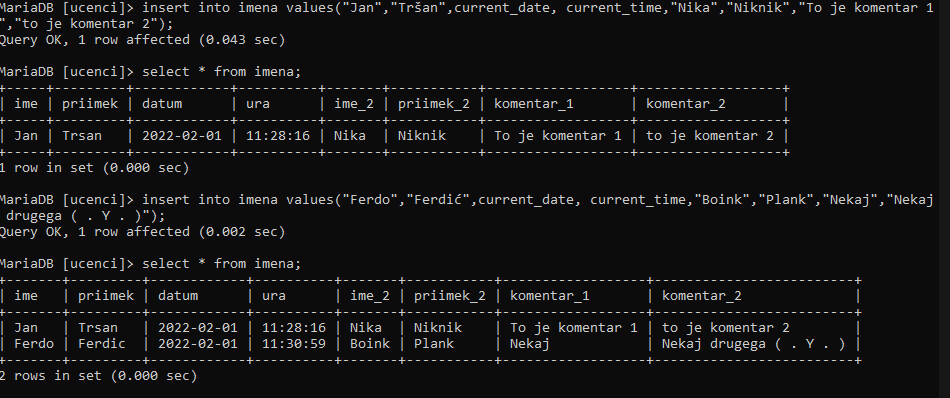 MariaDB [ucenci]> insert into imena values("Jan","Tršan",current_date, current_time,"Nika","Niknik","To je komentar 1
","to je komentar 2");
Query OK, 1 row affected (0.043 sec)
MariaDB [ucenci]> select * from imena;
+-----+---------+------------+----------+-------+-----------+------------------+------------------+
| ime | priimek | datum      | ura      | ime_2 | priimek_2 | komentar_1       | komentar_2       |
+-----+---------+------------+----------+-------+-----------+------------------+------------------+
| Jan | Trsan   | 2022-02-01 | 11:28:16 | Nika  | Niknik    | To je komentar 1 | to je komentar 2 |
+-----+---------+------------+----------+-------+-----------+------------------+------------------+
1 row in set (0.000 sec)
MariaDB [ucenci]> insert into imena values("Ferdo","Ferdić",current_date, current_time,"Boink","Plank","Nekaj","Nekaj
 drugega ( . Y . )");
Query OK, 1 row affected (0.002 sec)
MariaDB [ucenci]> select * from imena;
+-------+---------+------------+----------+-------+-----------+------------------+-------------------------+
| ime   | priimek | datum      | ura      | ime_2 | priimek_2 | komentar_1       | komentar_2              |
+-------+---------+------------+----------+-------+-----------+------------------+-------------------------+
| Jan   | Trsan   | 2022-02-01 | 11:28:16 | Nika  | Niknik    | To je komentar 1 | to je komentar 2        |
| Ferdo | Ferdic  | 2022-02-01 | 11:30:59 | Boink | Plank     | Nekaj            | Nekaj drugega ( . Y . ) |
+-------+---------+------------+----------+-------+-----------+------------------+-------------------------+
2 rows in set (0.000 sec)